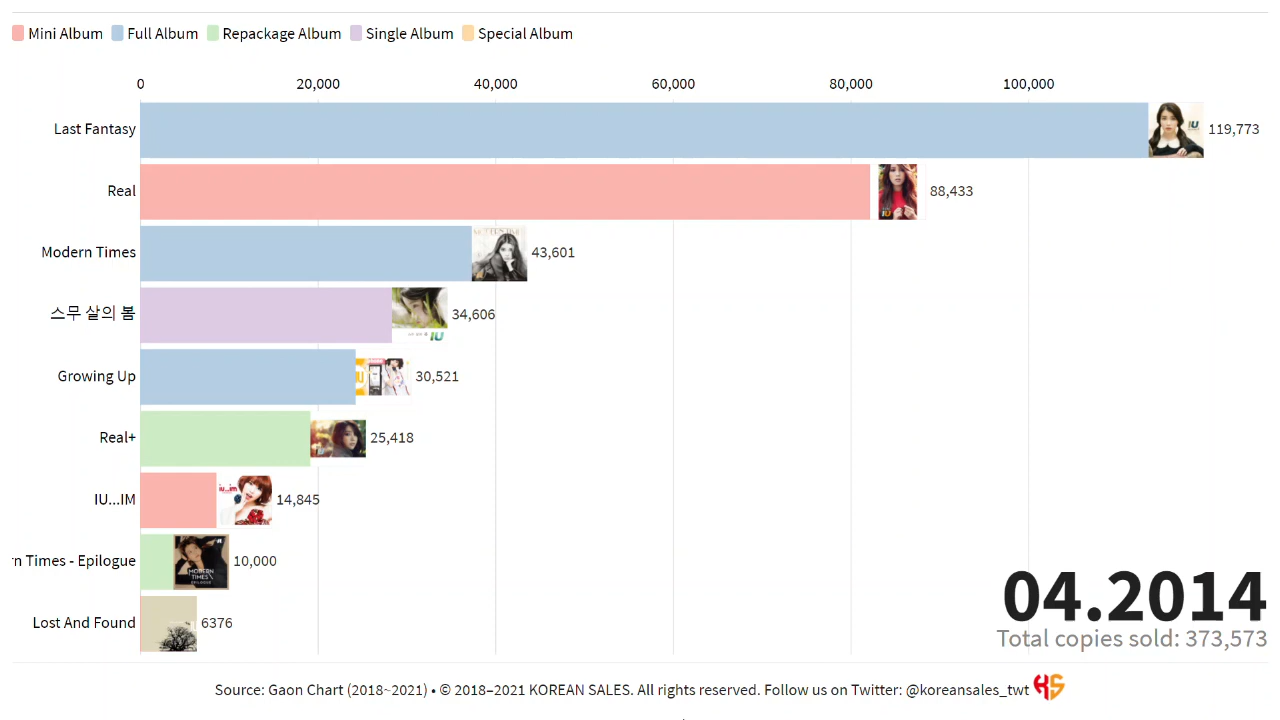 Mini Album Full Album Repackage Album Single Album Special Album
0 20,000 40,000 60,000 80,000 100,000
Last Fantasy 119,773
Real 88,433
Modern Times 43,601
스무 살의 봄 34,606
Growing Up 30,521
Real+ 25,418
IU...IM 14,845
n Times - Epilogue 10,000
MODERN
TIMES
EPILOGUE
Lost And Found 6376
04.2014
Total copies sold: 373,573
Source: Gaon Chart (2018~2021) • © 2018–2021 KOREAN SALES. All rights reserved. Follow us on Twitter: @koreansales_twt KS